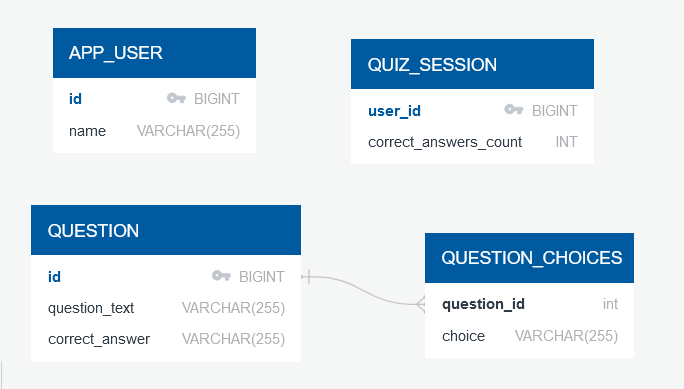 APP_USER
id BIGINT
name VARCHAR(255)
QUIZ_SESSION
user_id BIGINT
correct_answers_count INT
QUESTION
id BIGINT
question_text VARCHAR(255)
correct_answer VARCHAR(255)
QUESTION_CHOICES
question_id int
choice VARCHAR(255)